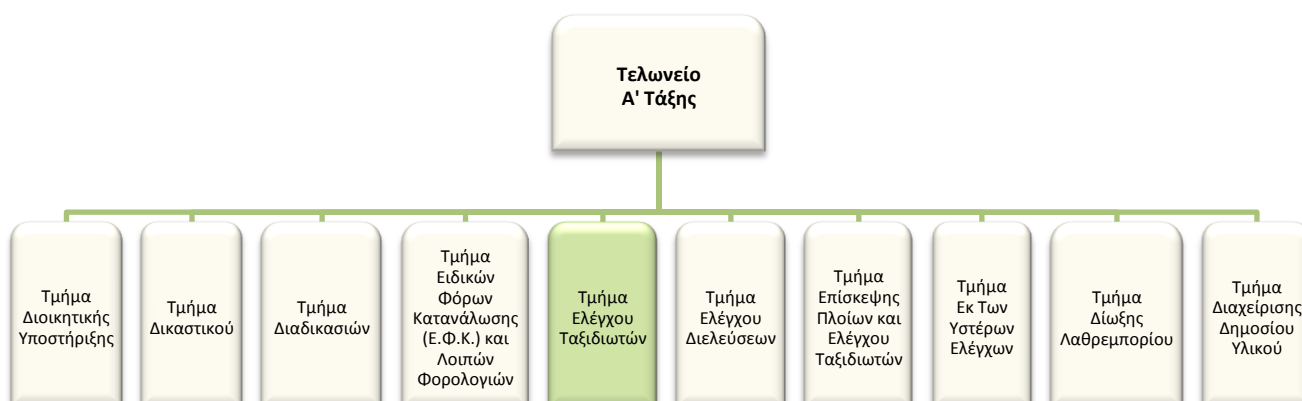 Τελωνείο
Α' Τάξης
Τμήμα
Διοικητικής
Υποστήριξης
Τμήμα
Δικαστικού
Τμήμα
Διαδικασιών
Τμήμα
Ειδικών
Φόρων
Κατανάλωσης
(Ε.Φ.Κ.) και
Λοιπών
Φορολογιών
Τμήμα
Ελέγχου
Ταξιδιωτών
Τμήμα
Ελέγχου
Διελεύσεων
Τμήμα
Επίσκεψης
Πλοίων και
Ελέγχου
Ταξιδιωτών
Τμήμα
Εκ Των
Υστέρων
Ελέγχων
Τμήμα
Δίωξης
Λαθρεμπορίου
Τμήμα
Διαχείρισης
Δημοσίου
Υλικού